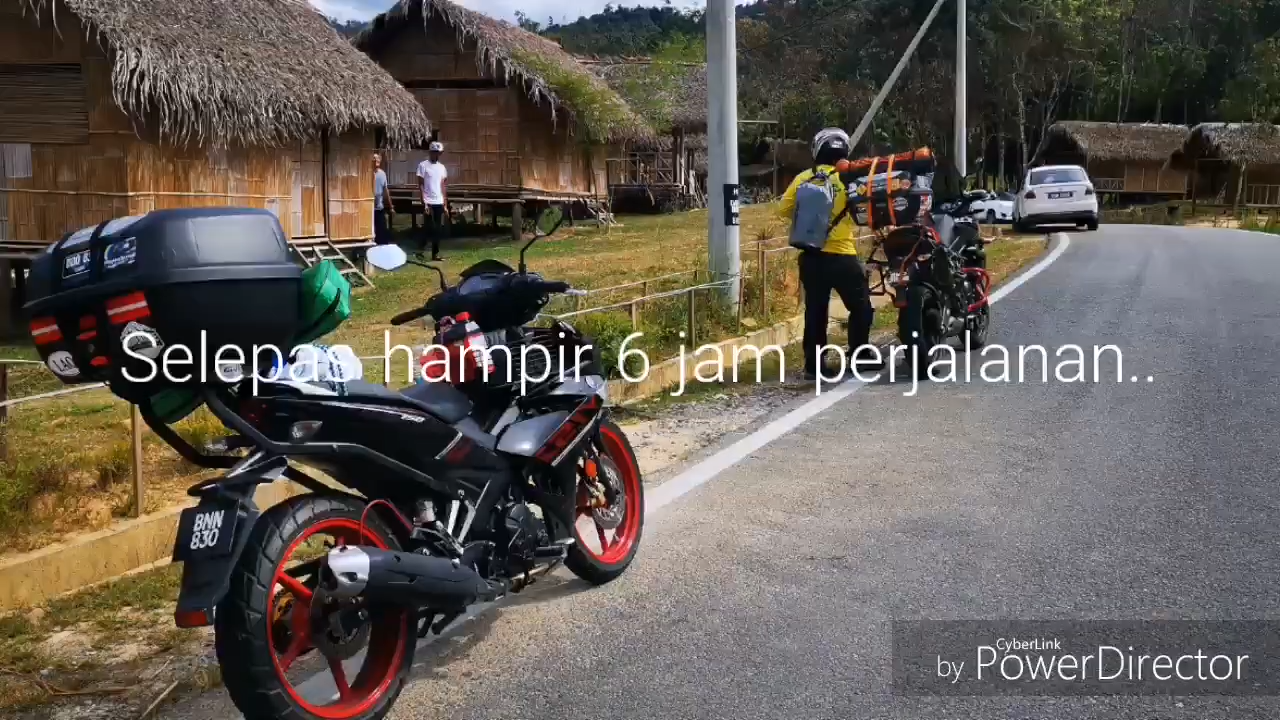 Selepas hampir 6 jam perjalanan..
BNN
830
CyberLink
by PowerDirector